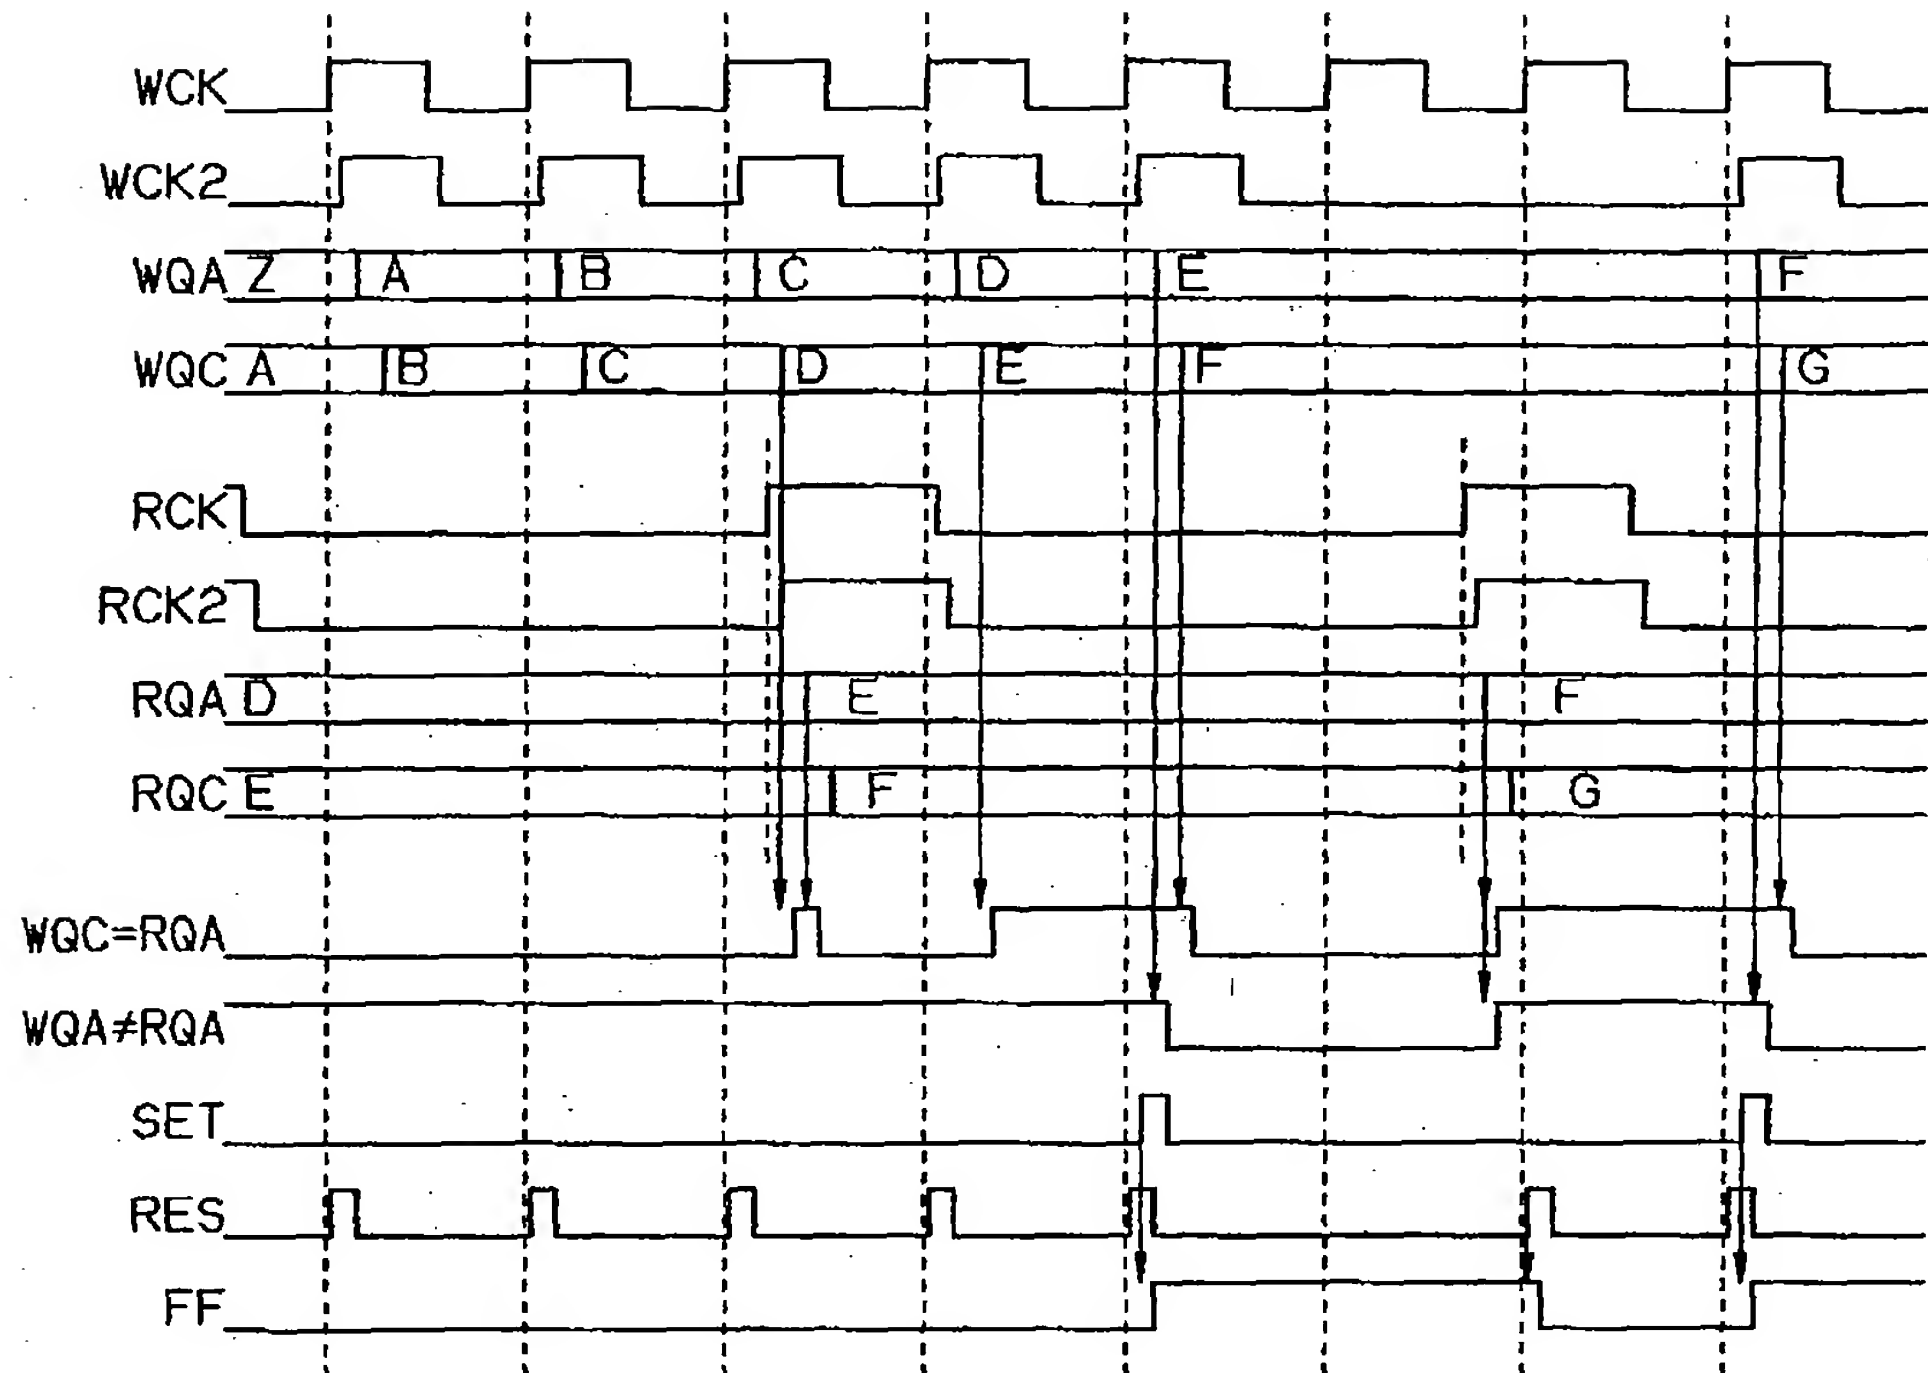 WCK
WCK2
WQA Z A B C D E F
WQC A B C D E F G
RCK
RCK2
RQA D E F
RQC E F G
WQC=RQA
WQA≠RQA
SET
RES
FF